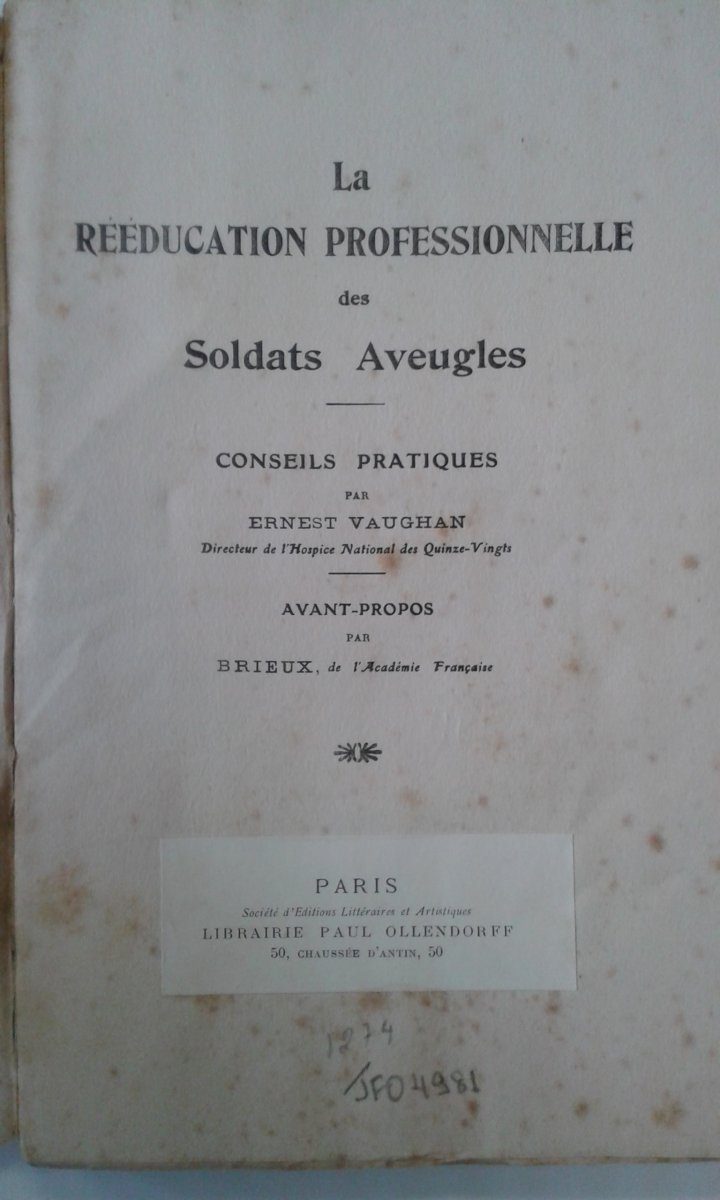 La
RÉÉDUCATION PROFESSIONNELLE
des
Soldats Aveugles
CONSEILS PRATIQUES
PAR
ERNEST VAUGHAN
Directeur de l'Hospice National des Quinze-Vingts
AVANT-PROPOS
PAR
BRIEUX, de l'Académie Française
PARIS
Société d'Editions Littéraires et Artistiques
LIBRAIRIE PAUL OLLENDORFF
50, CHAUSSÉE D'ANTIN, 50
1274
JFO4981